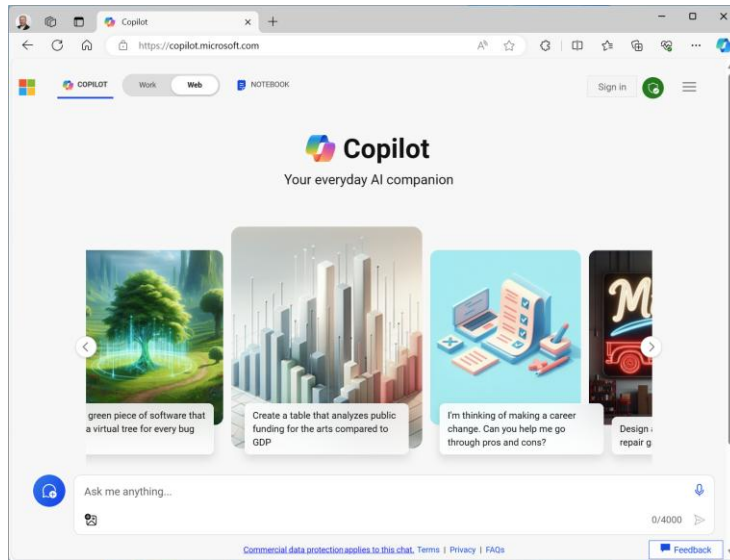 Copilot
https://copilot.microsoft.com
COPILOT
Work
Web
NOTEBOOK
Sign in
Copilot
Your everyday AI companion
green piece of software that
a virtual tree for every bug
Create a table that analyzes public
funding for the arts compared to
GDP
I'm thinking of making a career
change. Can you help me go
through pros and cons?
Design
repair
Ask me anything...
0/4000
Commercial data protection applies to this chat. Terms | Privacy | FAQs
Feedback